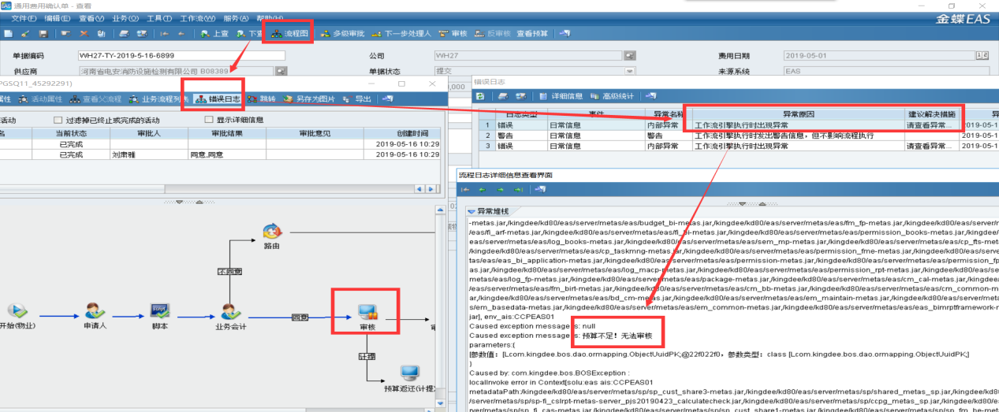 通用费用确认单 - 查看
文件(F) 编辑(E) 查看(V) 业务(O) 工具(T) 工作流(W) 服务(A) 帮助(H)
金蝶EAS
上查 下查 流程图 多级审批 下一步处理人 审核 反审核 查看预算
单据编码 WH27-TY-2019-5-16-6899 公司 WH27 费用日期 2019-05-01
供应商 河南省电安消防设施检测有限公司 B08389 单据状态 提交 来源系统 EAS
PGSQ11_45292291)
属性 活动属性 查看父流程 业务流程列表 错误日志 跳转 另存为图片 导出
活动 过滤掉已终止或完成的活动 显示详细信息
名 当前状态 审批人 审批结果 审批意见 创建时间
已完成 2019-05-16 10:29
已完成 刘肃雅 同意,同意 2019-05-16 10:29
路由
不同意
开始(物业) 申请人 脚本 业务会计 同意 审核
计提
预算返还(计提
,000
错误日志
详细信息 高级统计
日志类型 事件 异常名称 异常原因 建议解决措施 异
1 错误 日常信息 内部异常 工作流引擎执行时出现异常 请查看异常... 2019-05-1
2 警告 日常信息 警告 工作流引擎执行时发出警告信息，但不影响流程执行 2019-05-1
3 错误 日常信息 内部异常 工作流引擎执行时出现异常 请查看异常... 2019-05-1
流程日志详细信息查看界面
异常堆栈
-metas.jar,/kingdee/kd80/eas/server/metas/eas/budget_bi-metas.jar,/kingdee/kd80/eas/server/metas/eas/fm_fp-metas.jar,/kingdee/kd80/eas/server/
/eas/fi_arf-metas.jar,/kingdee/kd80/eas/server/metas/eas/fi_bi-metas.jar,/kingdee/kd80/eas/server/metas/eas/permission_books-metas.jar,/kingdee
eas/server/metas/eas/log_books-metas.jar,/kingdee/kd80/eas/server/metas/eas/sem_mp-metas.jar,/kingdee/kd80/eas/server/metas/eas/cp_fts-metas
/kingdee/kd80/eas/server/metas/eas/cp_taskmng-metas.jar,/kingdee/kd80/eas/server/metas/eas/permission_fme-metas.jar,/kingdee/kd80/eas/server/me
tas/eas/eas_bi_application-metas.jar,/kingdee/kd80/eas/server/metas/eas/permission-metas.jar,/kingdee/kd80/eas/server/metas/eas/permission_fp
as.jar,/kingdee/kd80/eas/server/metas/eas/log_macp-metas.jar,/kingdee/kd80/eas/server/metas/eas/permission_rpt-metas.jar,/kingdee/kd80/eas/server
metas/eas/log_fp-metas.jar,/kingdee/kd80/eas/server/metas/eas/package-metas.jar,/kingdee/kd80/eas/server/metas/eas/cm_cal-metas.jar,/kingdee
/eas/server/metas/eas/fm_birt-metas.jar,/kingdee/kd80/eas/server/metas/eas/cm_bb-metas.jar,/kingdee/kd80/eas/server/metas/eas/cm_common-m
ar,/kingdee/kd80/eas/server/metas/eas/bd_cm-metas.jar,/kingdee/kd80/eas/server/metas/eas/em_maintain-metas.jar,/kingdee/kd80/eas/server/metas
s/em_basedata-metas.jar,/kingdee/kd80/eas/server/metas/eas/em_common-metas.jar,/kingdee/kd80/eas/server/metas/eas_bimrptframework-m
jar], env_ais:CCPEAS01
Caused exception message is: null
Caused exception message is: 预算不足！无法审核
parameters:{
[参数值：[Lcom.kingdee.bos.dao.ormapping.ObjectUuidPK;@22f022f0，参数类型：class [Lcom.kingdee.bos.dao.ormapping.ObjectUuidPK;]
}
Caused by: com.kingdee.bos.BOSException :
localInvoke error in Context[solu:eas ais:CCPEAS01
metadataPath:/kingdee/kd80/eas/server/metas/sp/sp_cust_share3-metas.jar,/kingdee/kd80/eas/server/metas/sp/shared_metas_sp.jar,/kingdee/kd80/
s/server/metas/sp/sp-fi_cslrpt-metas-server_pjs20190423_calculatecheck.jar,/kingdee/kd80/eas/server/metas/sp/ccpg_metas_sp.jar,/kingdee/kd80/eas